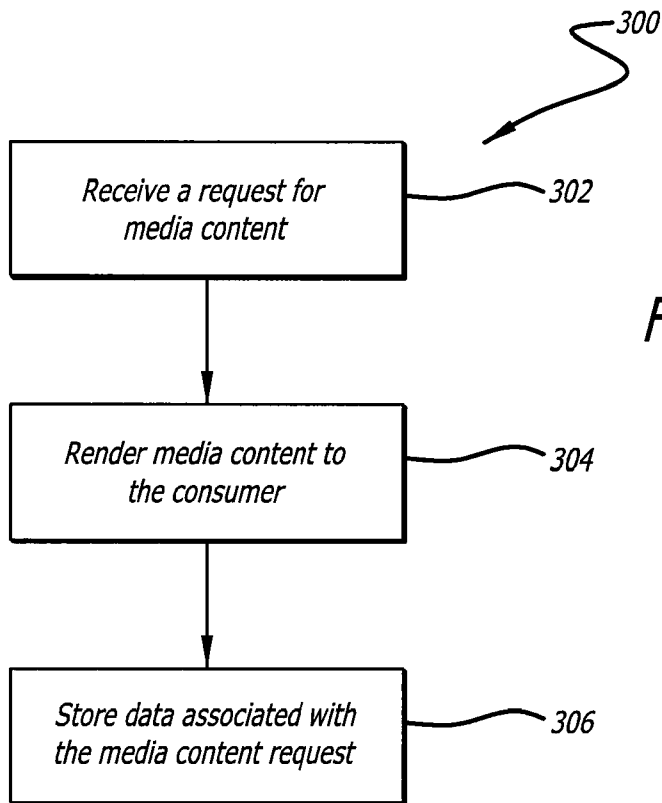 300
Receive a request for
media content
302
F
Render media content to
the consumer
304
Store data associated with
the media content request
306